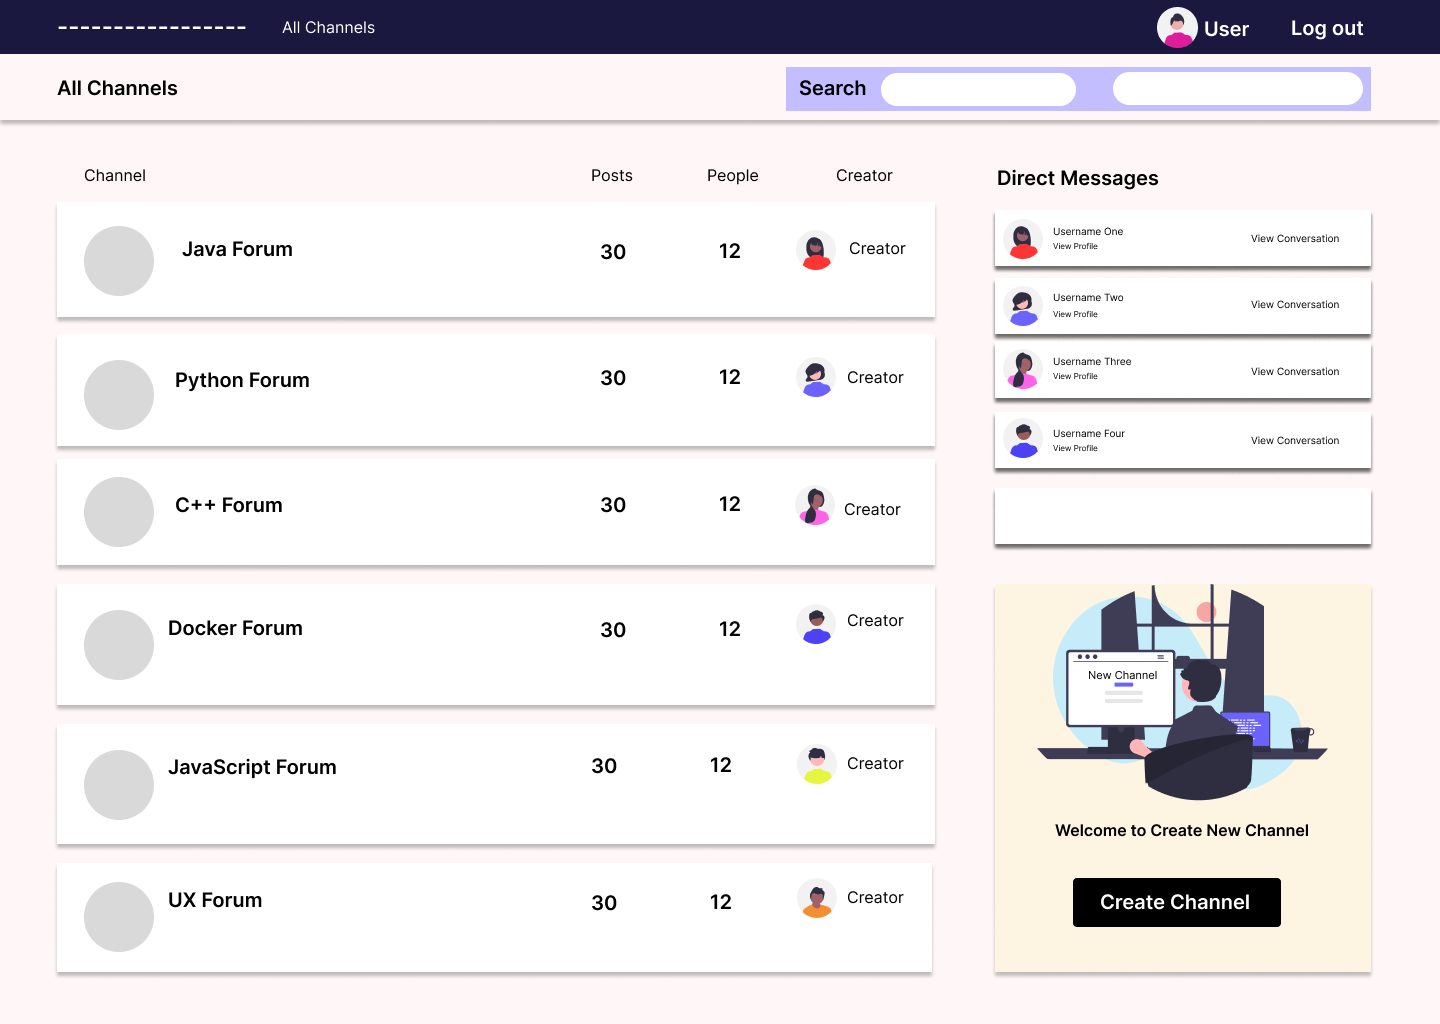 ----------------- All Channels User Log out
All Channels Search
Channel Posts People Creator
Java Forum 30 12 Creator
Python Forum 30 12 Creator
C++ Forum 30 12 Creator
Docker Forum 30 12 Creator
JavaScript Forum 30 12 Creator
UX Forum 30 12 Creator
Direct Messages
Username One
View Profile
View Conversation
Username Two
View Profile
View Conversation
Username Three
View Profile
View Conversation
Username Four
View Profile
View Conversation
New Channel
Welcome to Create New Channel
Create Channel